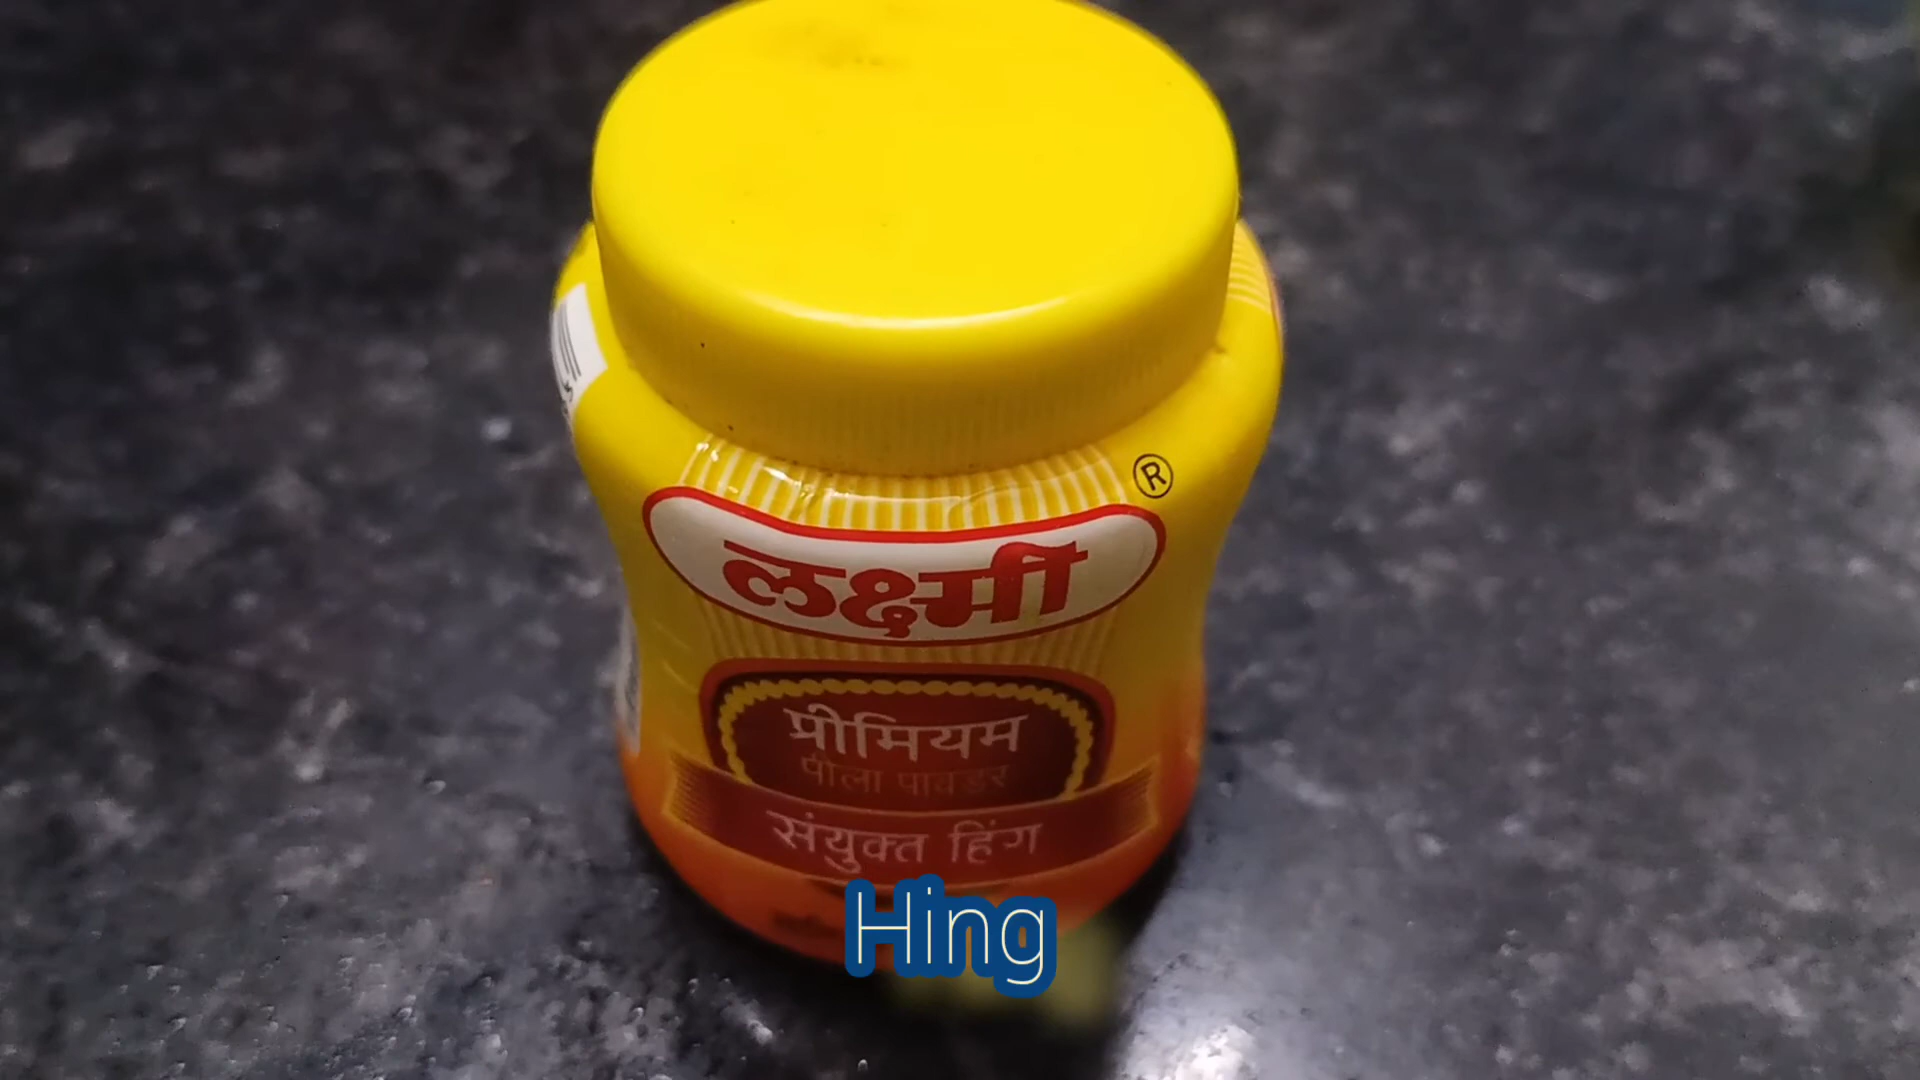 ®
लक्ष्मी
प्रीमियम
पीला पावडर
संयुक्त हिंग
Hing